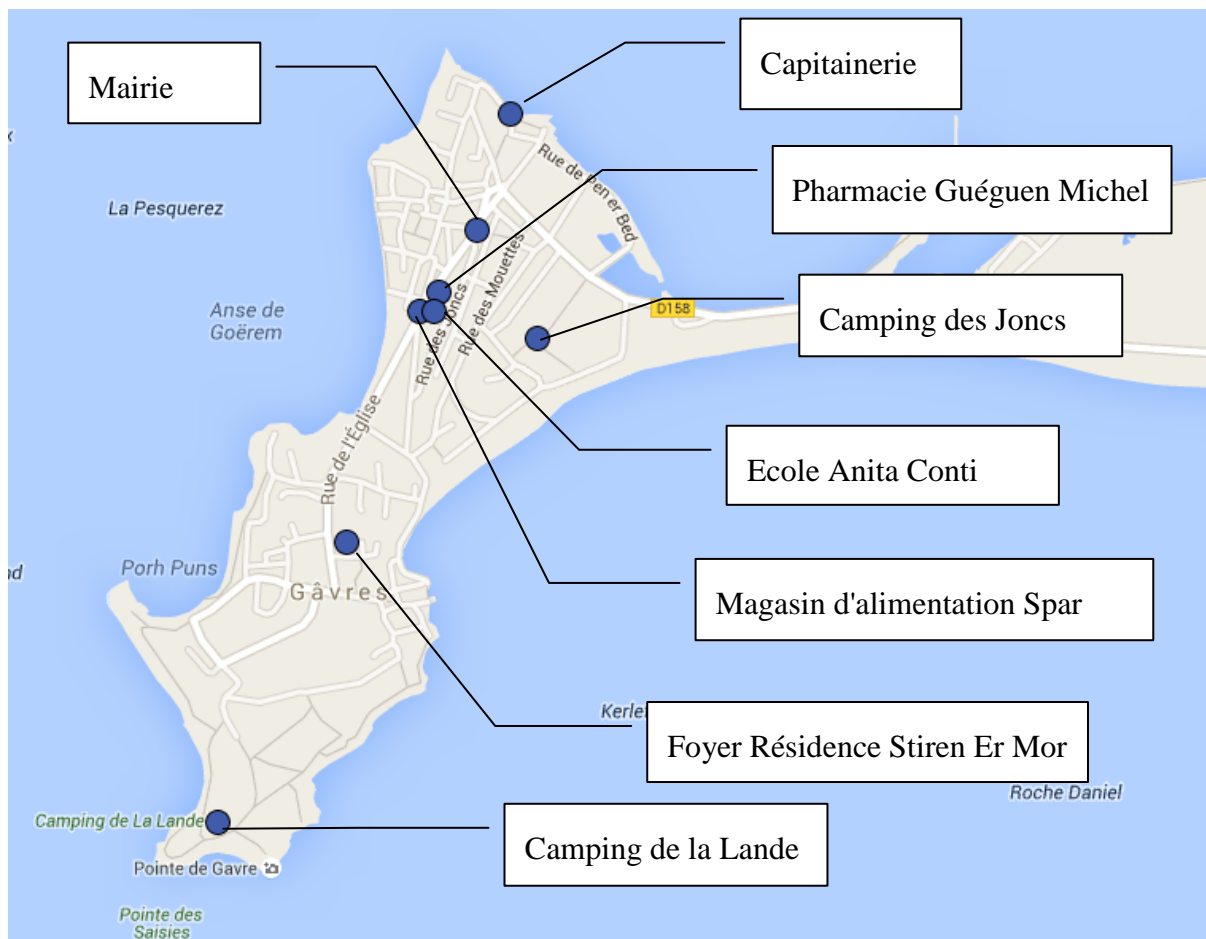 Mairie
Capitainerie
Rue de Pen er Bed
Pharmacie Guéguen Michel
La Pesquerez
Rue des Mouettes
Anse de
Goërem
Rue des Joncs
D158
Camping des Joncs
Rue de l'Église
Ecole Anita Conti
Porh Puns
Gâvres
Magasin d'alimentation Spar
Foyer Résidence Stiren Er Mor
Roche Daniel
Camping de La Lande
Camping de la Lande
Pointe de Gavre
Pointe des
Saisies